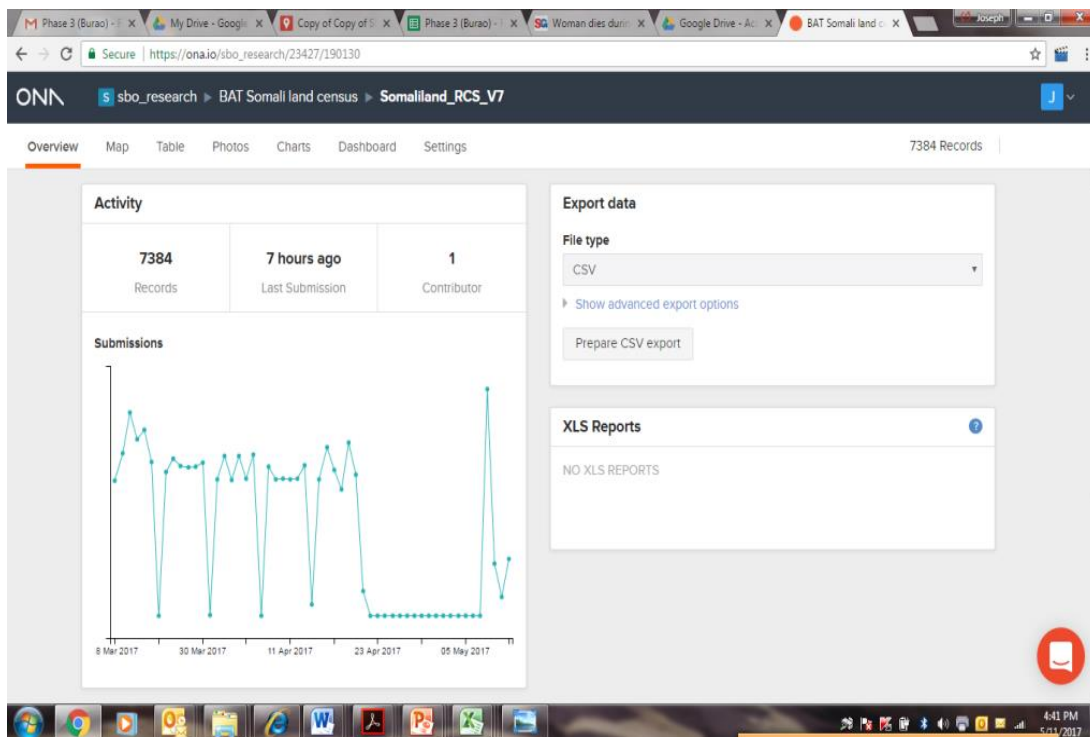 Phase 3 (Burao) - My Drive - Google Copy of Copy of S Phase 3 (Burao) - Woman dies durin Google Drive - Ac BAT Somali land c Joseph
Secure | https://ona.io/sbo_research/23427/190130
ONA S sbo_research ▸ BAT Somali land census ▸ Somaliland_RCS_V7 J
Overview Map Table Photos Charts Dashboard Settings 7384 Records
Activity
7384 7 hours ago 1
Records Last Submission Contributor
Submissions
8 Mar 2017 30 Mar 2017 11 Apr 2017 23 Apr 2017 05 May 2017
Export data
File type
CSV
Show advanced export options
Prepare CSV export
XLS Reports ?
NO XLS REPORTS
4:41 PM
5/11/2017